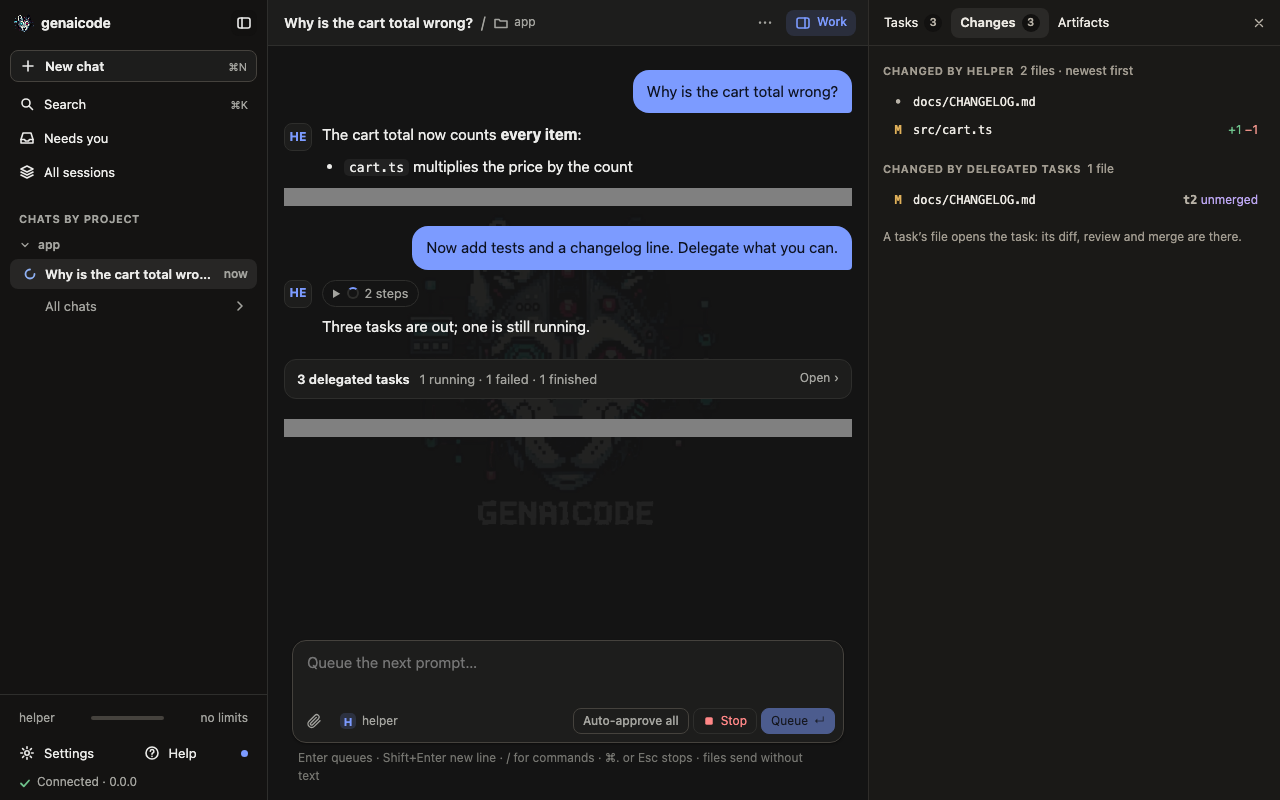 genaicode
New chat ⌘N
Search ⌘K
Needs you
All sessions
CHATS BY PROJECT
app
Why is the cart total wro... now
All chats
helper no limits
Settings Help
Connected · 0.0.0
Why is the cart total wrong? / app
··· Work
Why is the cart total wrong?
HE The cart total now counts every item:
• cart.ts multiplies the price by the count
Now add tests and a changelog line. Delegate what you can.
HE 2 steps
Three tasks are out; one is still running.
3 delegated tasks 1 running · 1 failed · 1 finished Open ›
GENAICODE
Queue the next prompt...
H helper Auto-approve all Stop Queue ↵
Enter queues · Shift+Enter new line · / for commands · ⌘. or Esc stops · files send without
text
Tasks 3 Changes 3 Artifacts ×
CHANGED BY HELPER 2 files · newest first
• docs/CHANGELOG.md
M src/cart.ts +1 −1
CHANGED BY DELEGATED TASKS 1 file
M docs/CHANGELOG.md t2 unmerged
A task’s file opens the task: its diff, review and merge are there.